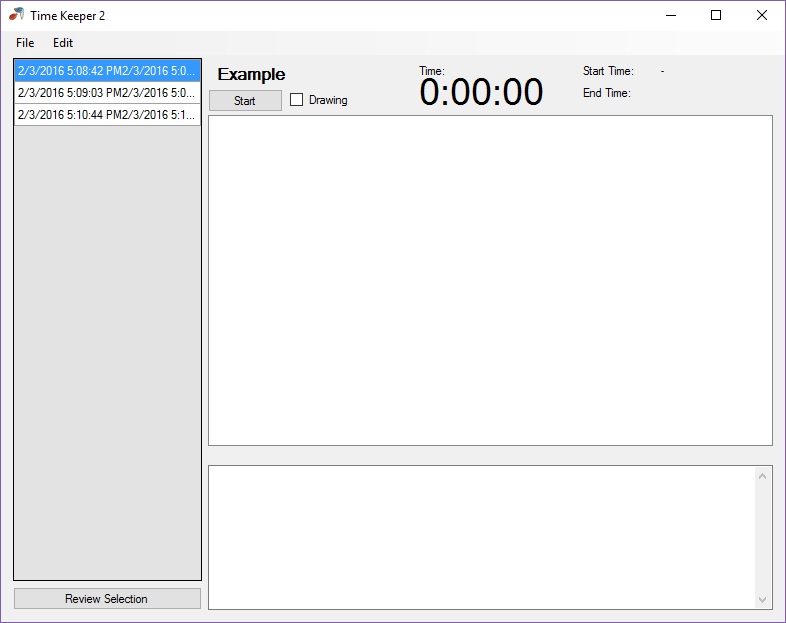 Time Keeper 2
File Edit
2/3/2016 5:08:42 PM2/3/2016 5:0...
2/3/2016 5:09:03 PM2/3/2016 5:0...
2/3/2016 5:10:44 PM2/3/2016 5:1...
Review Selection
Example
Start Drawing
Time:
0:00:00
Start Time: -
End Time: